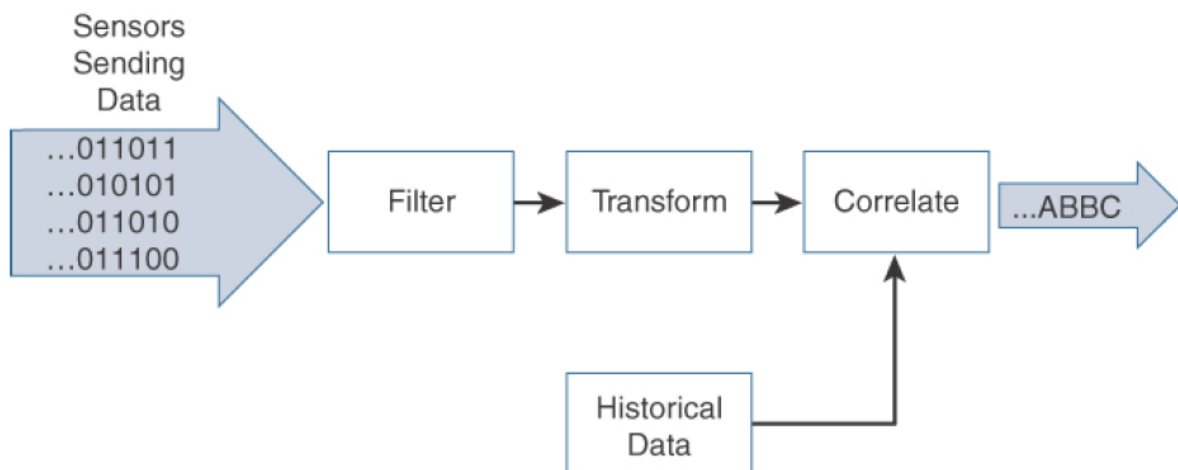 Sensors
Sending
Data
...011011
...010101
...011010
...011100
Filter
Transform
Correlate
...ABBC
Historical
Data